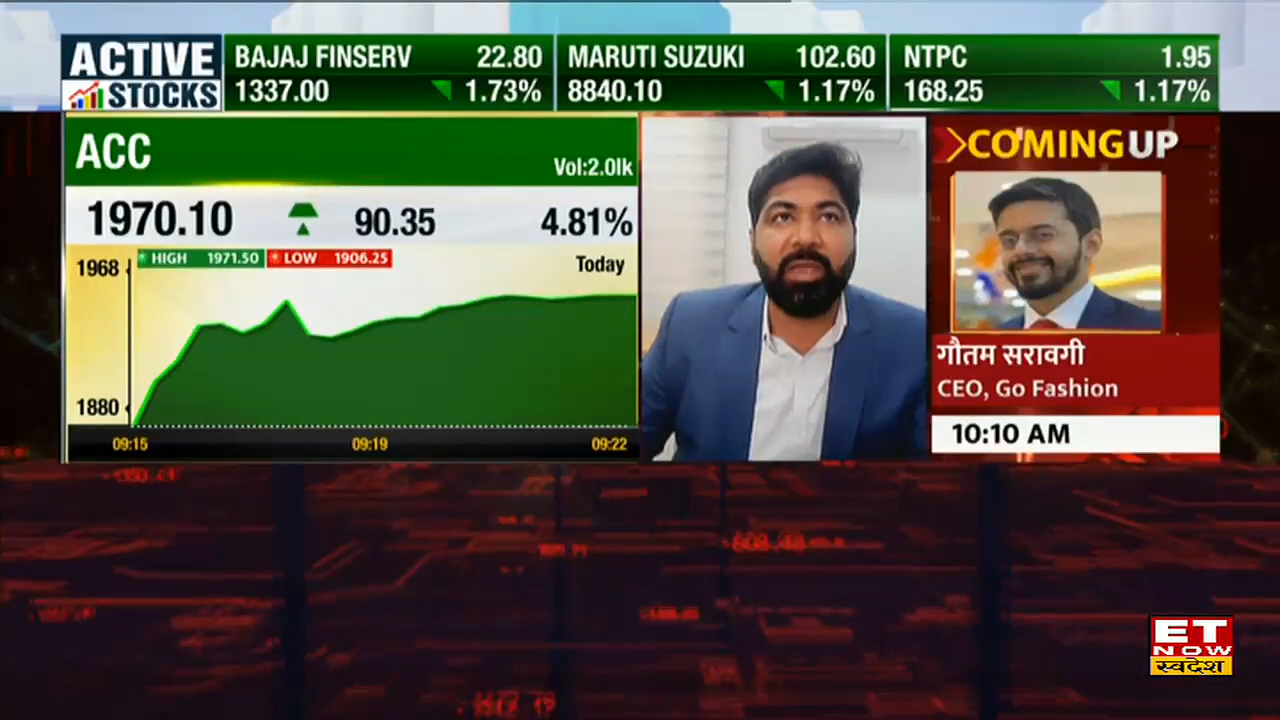 ACTIVE
STOCKS
BAJAJ FINSERV 22.80
1337.00 1.73%
MARUTI SUZUKI 102.60
8840.10 1.17%
NTPC 1.95
168.25 1.17%
ACC
Vol:2.0lk
1970.10 90.35 4.81%
HIGH 1971.50 LOW 1906.25
Today
1968
1880
09:15 09:19 09:22
COMING UP
गौतम सरावगी
CEO, Go Fashion
10:10 AM
ET
NOW
स्वदेश